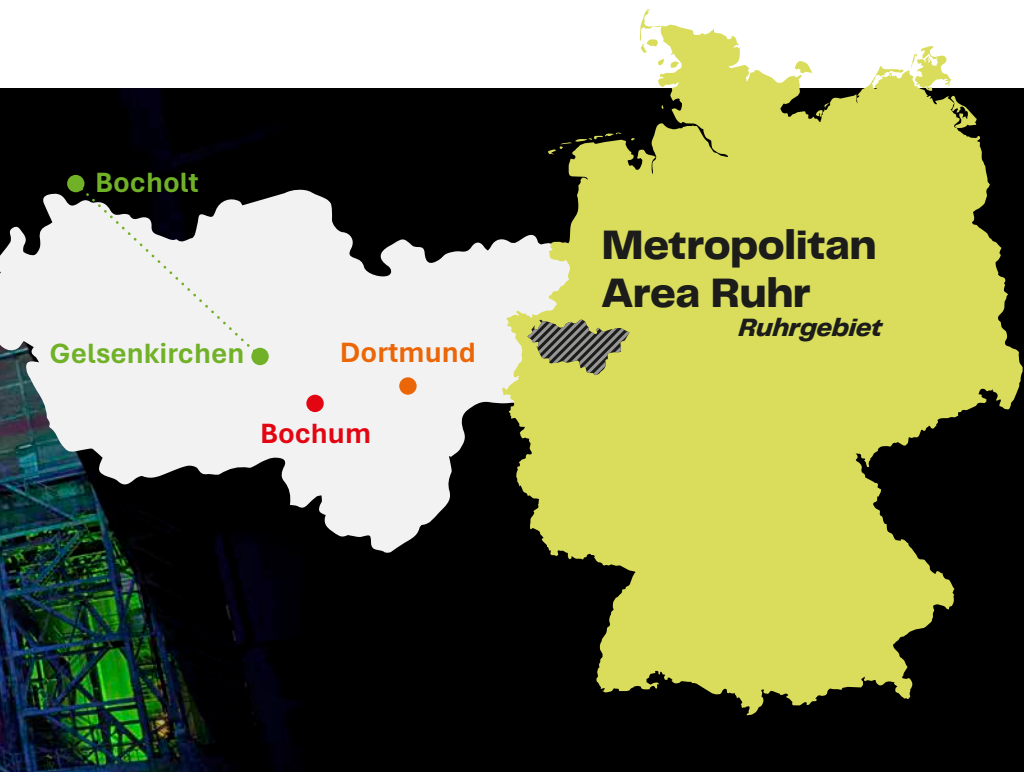 Bocholt
Metropolitan
Area Ruhr
Ruhrgebiet
Gelsenkirchen
Dortmund
Bochum